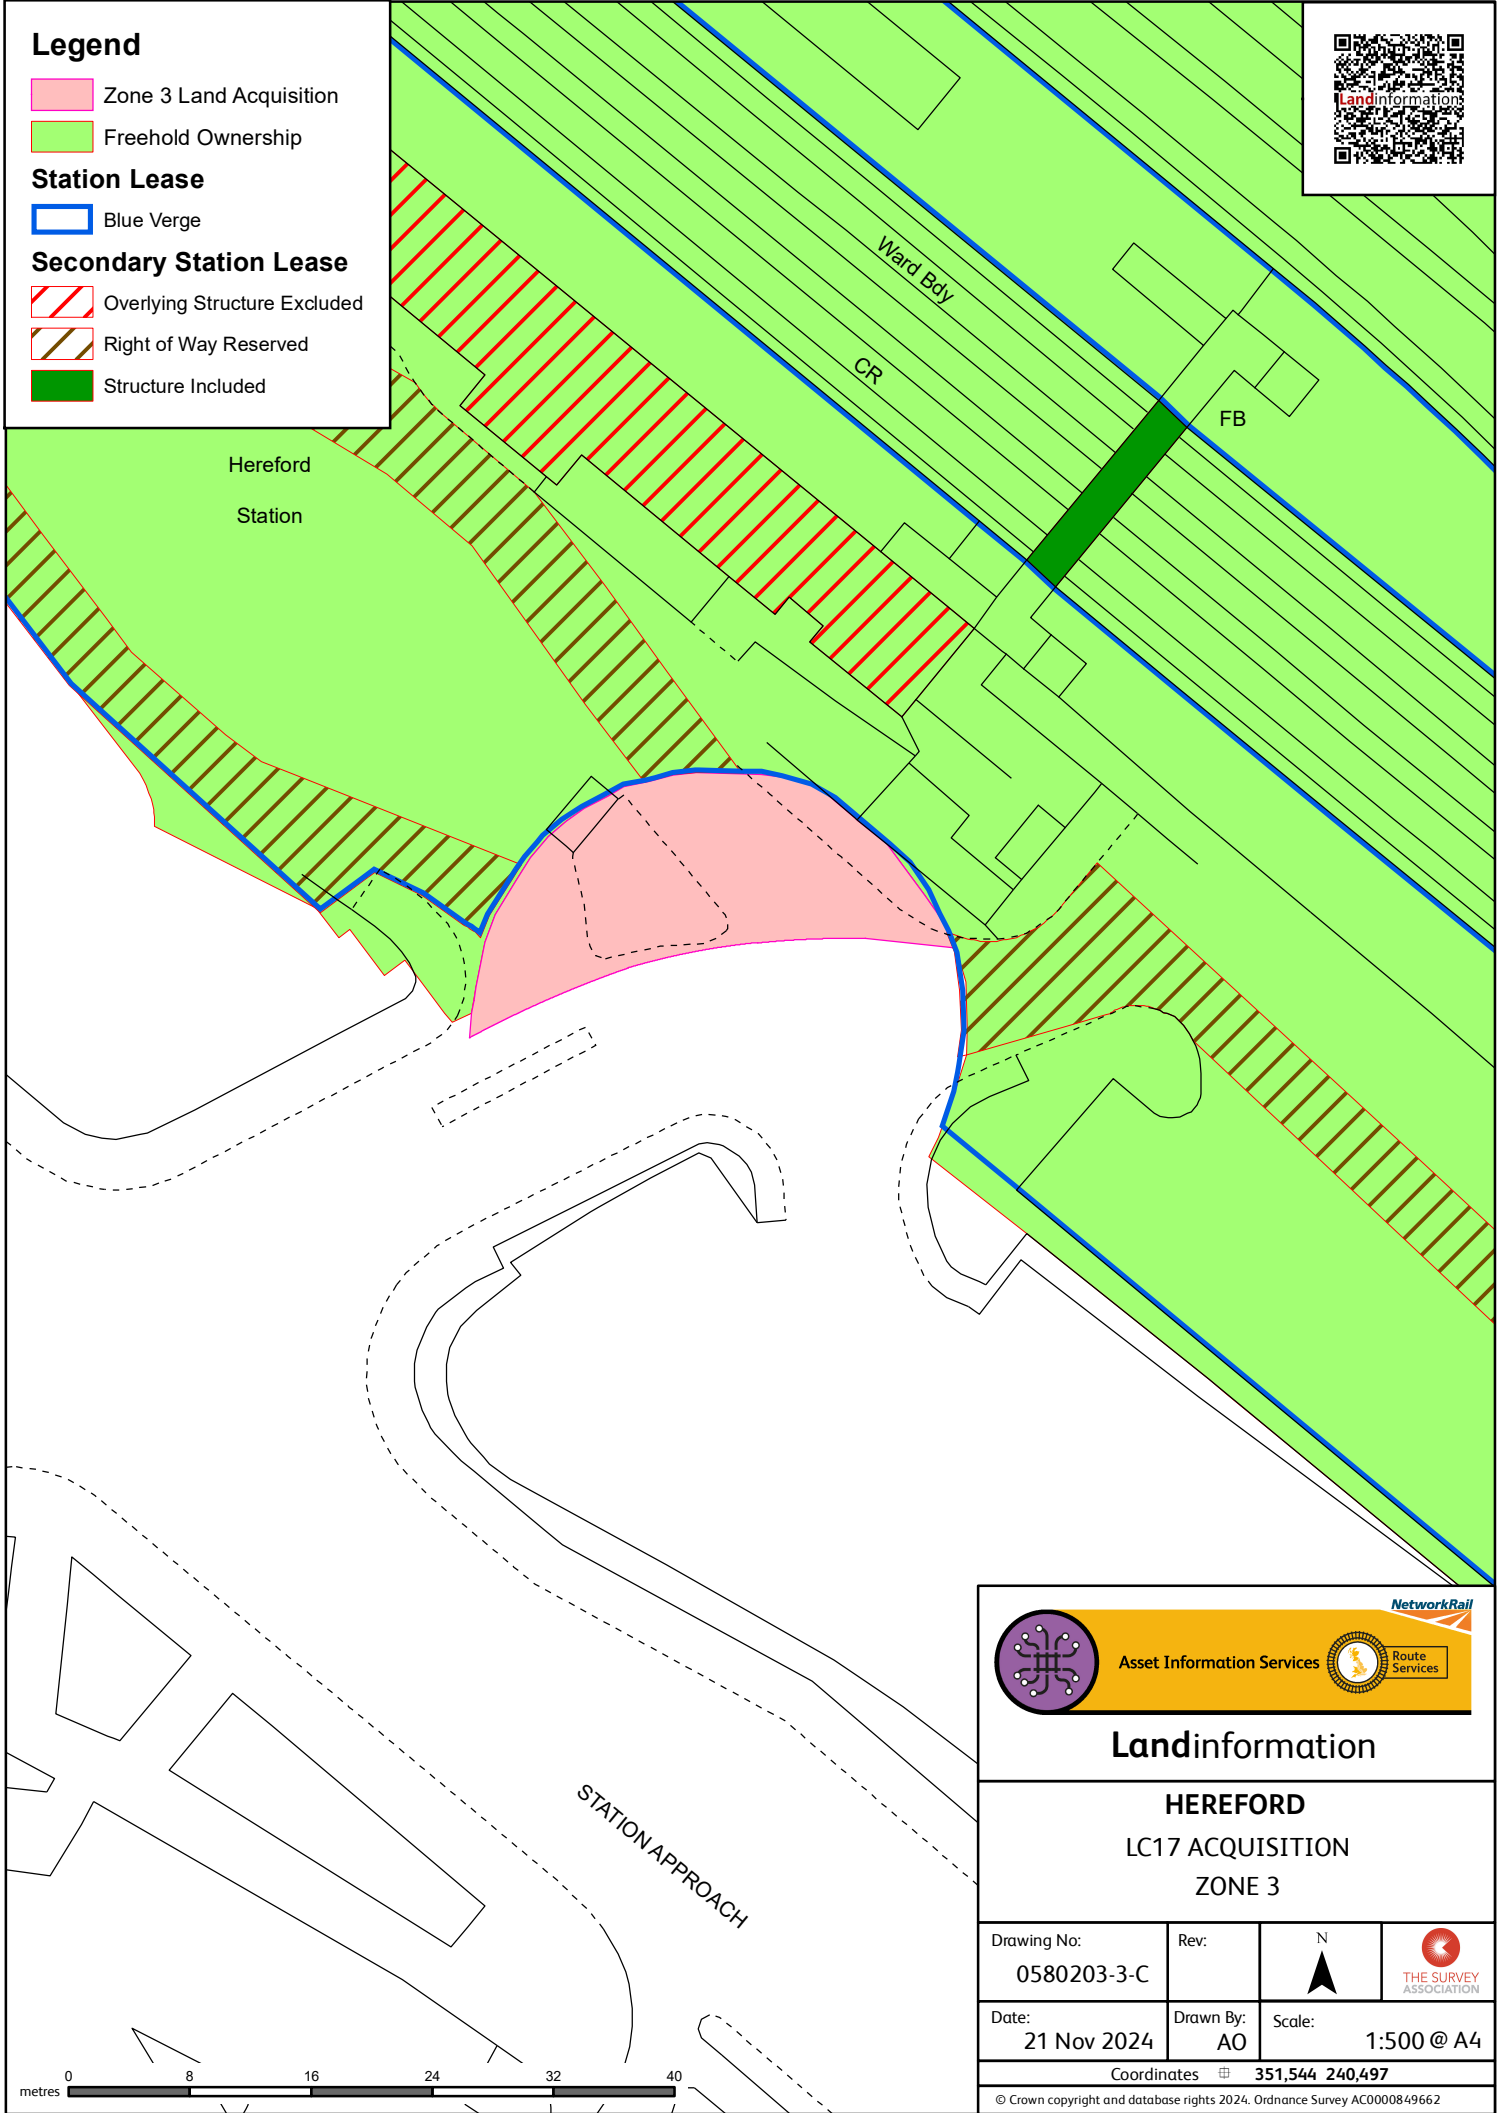 Legend
Zone 3 Land Acquisition
Freehold Ownership
Station Lease
Blue Verge
Secondary Station Lease
Overlying Structure Excluded
Right of Way Reserved
Structure Included
Landinformation
Ward Bdy
CR
FB
Hereford
Station
STATION APPROACH
metres 0 8 16 24 32 40
NetworkRail
Asset Information Services
Route
Services
Landinformation
HEREFORD
LC17 ACQUISITION
ZONE 3
Drawing No:
0580203-3-C
Rev:
N
THE SURVEY
ASSOCIATION
Date:
21 Nov 2024
Drawn By:
AO
Scale:
1:500 @ A4
Coordinates 351,544 240,497
© Crown copyright and database rights 2024. Ordnance Survey AC0000849662